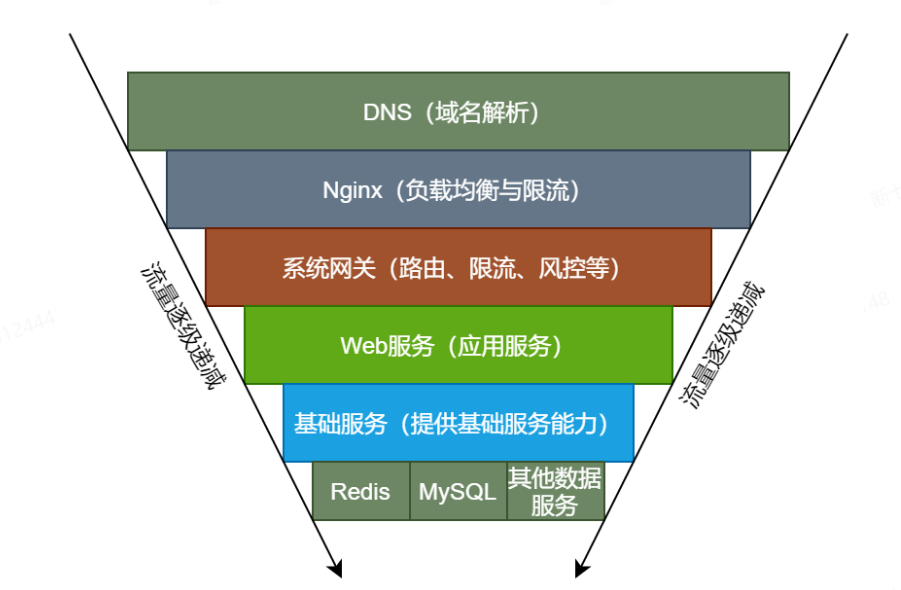 DNS（域名解析）
Nginx（负载均衡与限流）
系统网关（路由、限流、风控等）
Web服务（应用服务）
基础服务（提供基础服务能力）
Redis
MySQL
其他数据
服务
流量逐级递减
流量逐级递减
12444
.48